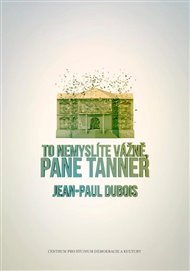 TO NEMYSLÍTE VÁŽNĚ,
PANE TANNER
JEAN-PAUL DUBOIS
CENTRUM PRO STUDIUM DEMOKRACIE A KULTURY